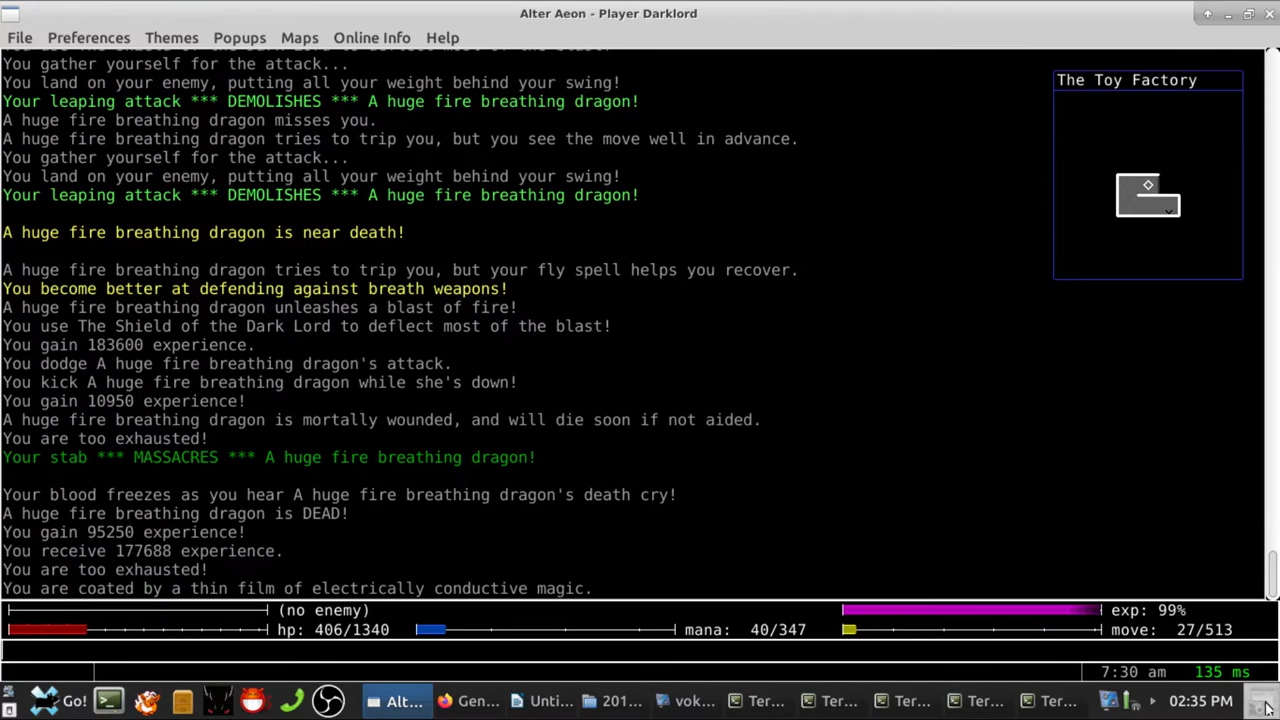 Alter Aeon - Player Darklord
File Preferences Themes Popups Maps Online Info Help
You gather yourself for the attack...
You land on your enemy, putting all your weight behind your swing!
Your leaping attack *** DEMOLISHES *** A huge fire breathing dragon!
A huge fire breathing dragon misses you.
A huge fire breathing dragon tries to trip you, but you see the move well in advance.
You gather yourself for the attack...
You land on your enemy, putting all your weight behind your swing!
Your leaping attack *** DEMOLISHES *** A huge fire breathing dragon!
A huge fire breathing dragon is near death!
A huge fire breathing dragon tries to trip you, but your fly spell helps you recover.
You become better at defending against breath weapons!
A huge fire breathing dragon unleashes a blast of fire!
You use The Shield of the Dark Lord to deflect most of the blast!
You gain 183600 experience.
You dodge A huge fire breathing dragon's attack.
You kick A huge fire breathing dragon while she's down!
You gain 10950 experience!
A huge fire breathing dragon is mortally wounded, and will die soon if not aided.
You are too exhausted!
Your stab *** MASSACRES *** A huge fire breathing dragon!
Your blood freezes as you hear A huge fire breathing dragon's death cry!
A huge fire breathing dragon is DEAD!
You gain 95250 experience!
You receive 177688 experience.
You are too exhausted!
You are coated by a thin film of electrically conductive magic.
The Toy Factory
(no enemy) exp: 99%
hp: 406/1340 mana: 40/347 move: 27/513
7:30 am 135 ms
Go! Alt... Gen... Unti... 201... vok... Ter... Ter... Ter... Ter... Ter... 02:35 PM